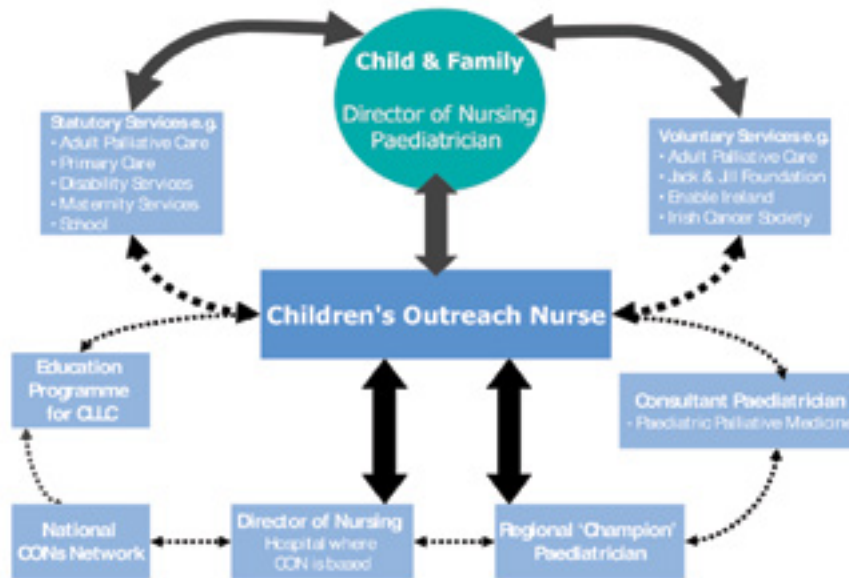 Child & Family
Director of Nursing
Paediatrician
Statutory Services e.g.
• Adult Palliative Care
• Primary Care
• Disability Services
• Maternity Services
• School
Voluntary Services e.g.
• Adult Palliative Care
• Jack & Jill Foundation
• Enable Ireland
• Irish Cancer Society
Children's Outreach Nurse
Education
Programme
for CLLC
Consultant Paediatrician
- Paediatric Palliative Medicine
National
CONs Network
Director of Nursing
Hospital where
CON is based
Regional ‘Champion’
Paediatrician